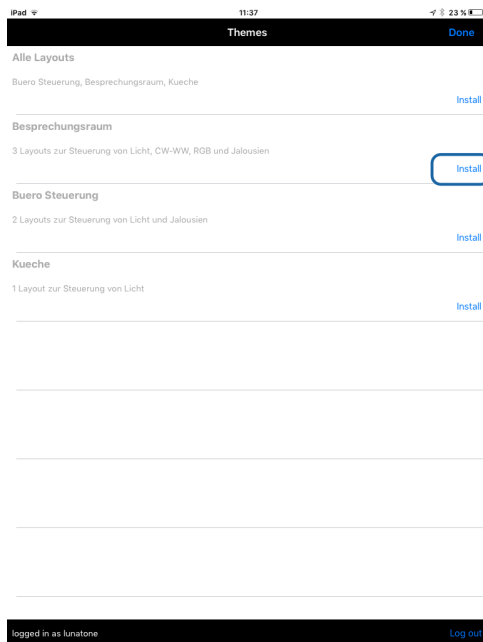 iPad 11:37 23 %
Themes Done
Alle Layouts
Buero Steuerung, Besprechungsraum, Kueche
Install
Besprechungsraum
3 Layouts zur Steuerung von Licht, CW-WW, RGB und Jalousien
Install
Buero Steuerung
2 Layouts zur Steuerung von Licht und Jalousien
Install
Kueche
1 Layout zur Steuerung von Licht
Install
logged in as lunatone Log out